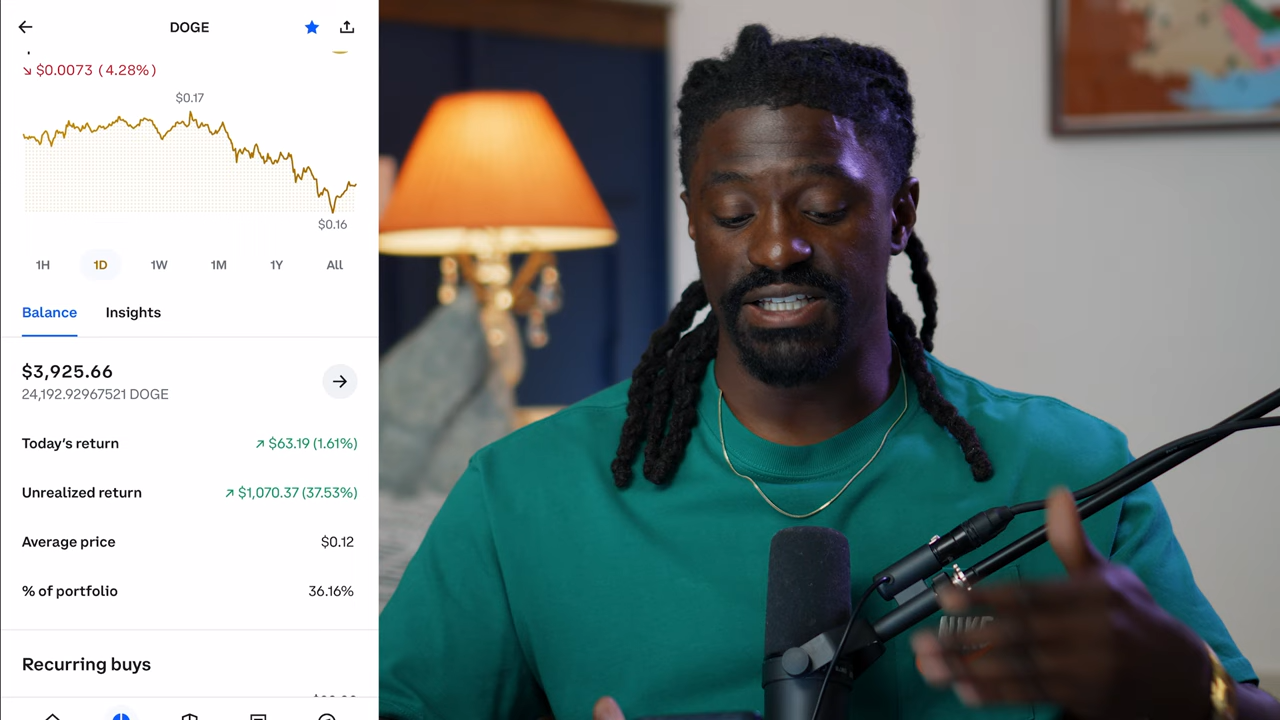 DOGE
↘ $0.0073 (4.28%)
$0.17
$0.16
1H 1D 1W 1M 1Y All
Balance Insights
$3,925.66
24,192.92967521 DOGE
Today's return ↗ $63.19 (1.61%)
Unrealized return ↗ $1,070.37 (37.53%)
Average price $0.12
% of portfolio 36.16%
Recurring buys
NIKE